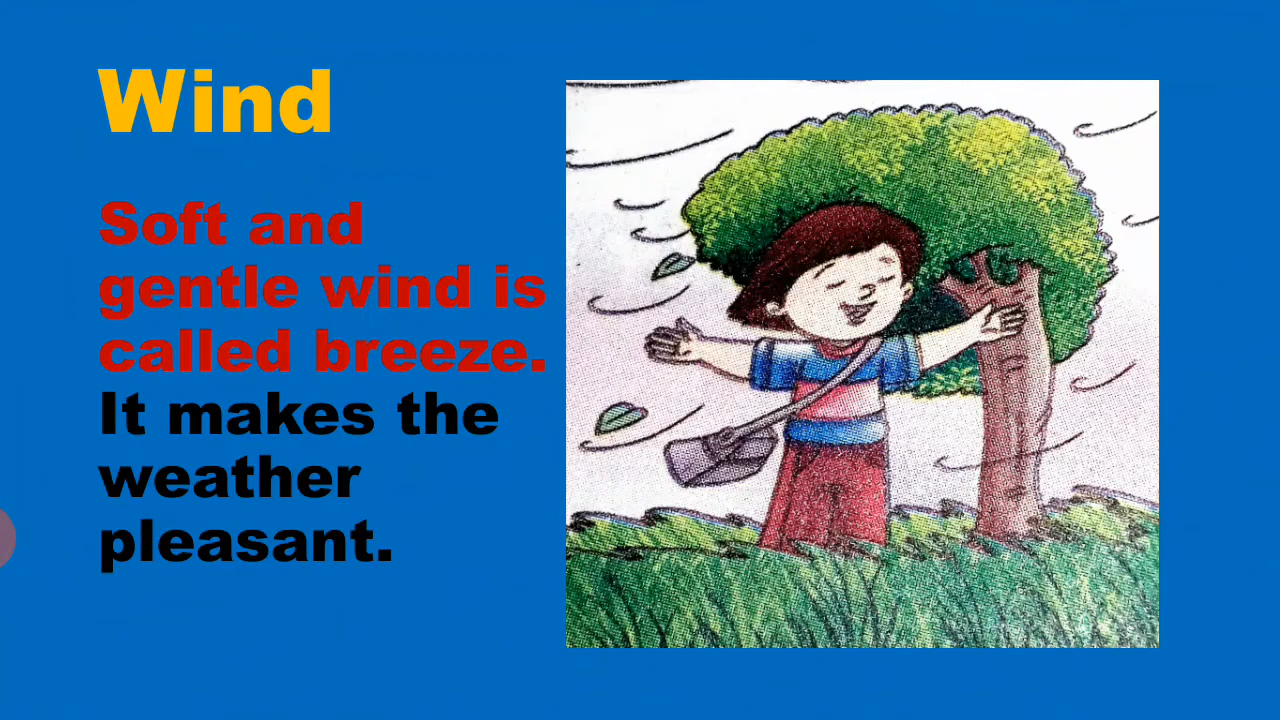 Wind
Soft and
gentle wind is
called breeze.
It makes the
weather
pleasant.